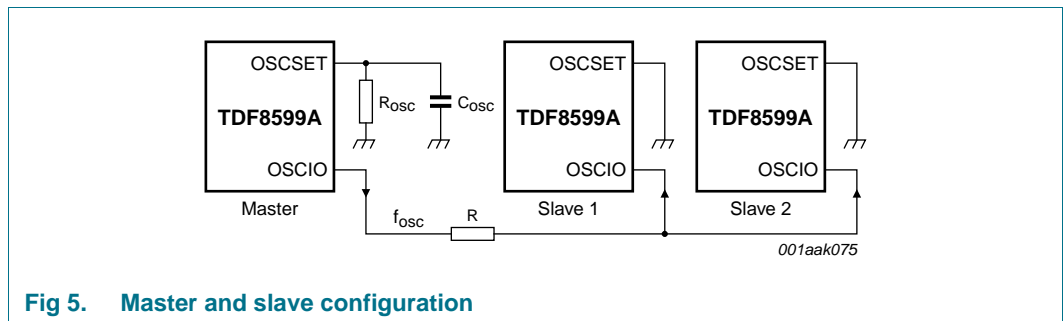 OSCSET OSCSET OSCSET
Rosc Cosc
TDF8599A TDF8599A TDF8599A
OSCIO OSCIO OSCIO
Master Slave 1 Slave 2
fosc R
001aak075
Fig 5. Master and slave configuration